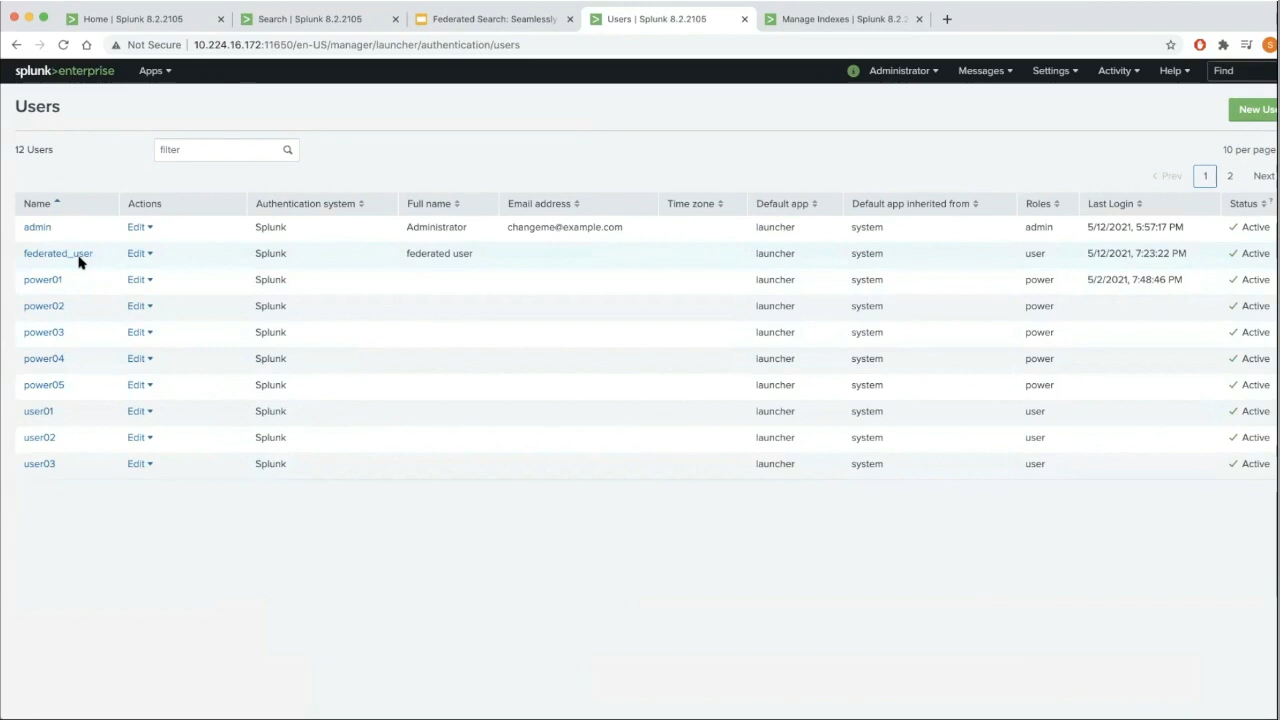 Home | Splunk 8.2.2105
Search | Splunk 8.2.2105
Federated Search: Seamlessly
Users | Splunk 8.2.2105
Manage Indexes | Splunk 8.2.2
Not Secure | 10.224.16.172:11650/en-US/manager/launcher/authentication/users
S
splunk>enterprise Apps Administrator Messages Settings Activity Help Find
Users
New Us
12 Users filter 10 per page
< Prev 1 2 Next
Name Actions Authentication system Full name Email address Time zone Default app Default app inherited from Roles Last Login Status ?
admin Edit Splunk Administrator changeme@example.com launcher system admin 5/12/2021, 5:57:17 PM Active
federated_user Edit Splunk federated user launcher system user 5/12/2021, 7:23:22 PM Active
power01 Edit Splunk launcher system power 5/2/2021, 7:48:46 PM Active
power02 Edit Splunk launcher system power Active
power03 Edit Splunk launcher system power Active
power04 Edit Splunk launcher system power Active
power05 Edit Splunk launcher system power Active
user01 Edit Splunk launcher system user Active
user02 Edit Splunk launcher system user Active
user03 Edit Splunk launcher system user Active